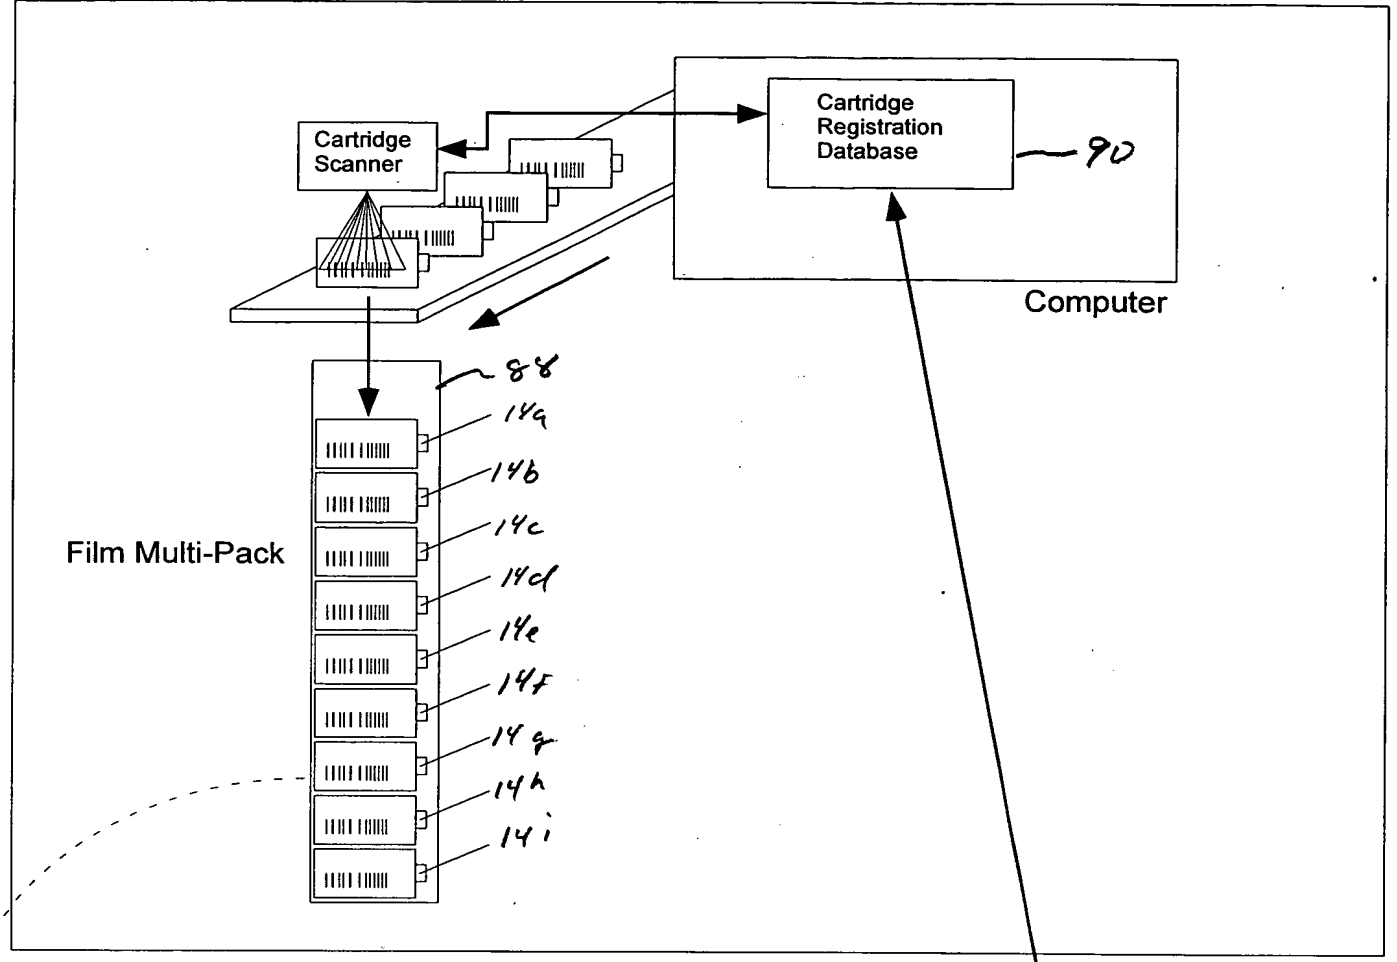 Cartridge
Registration
Database
90
Cartridge
Scanner
Computer
88
14a
14b
14c
Film Multi-Pack
14d
14e
14f
14g
14h
14i